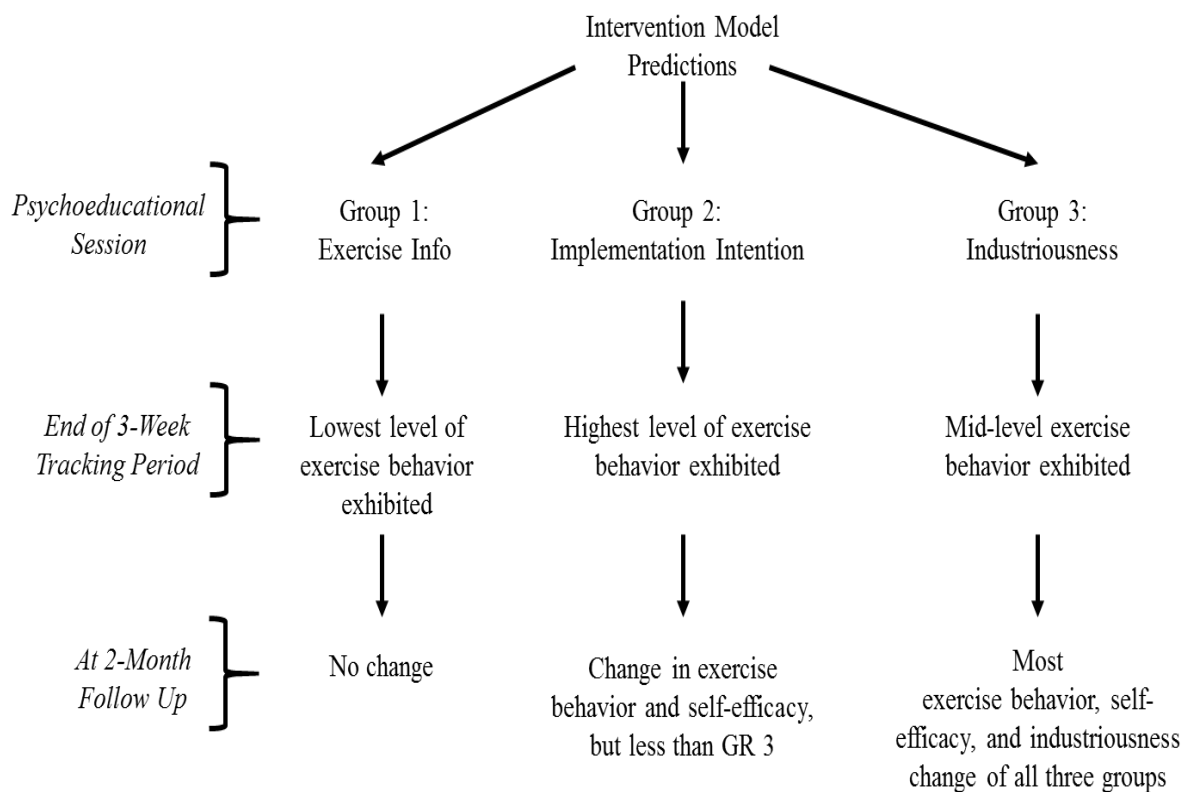 Intervention Model
Predictions
Psychoeducational
Session
Group 1:
Exercise Info
Group 2:
Implementation Intention
Group 3:
Industriousness
End of 3-Week
Tracking Period
Lowest level of
exercise behavior
exhibited
Highest level of exercise
behavior exhibited
Mid-level exercise
behavior exhibited
At 2-Month
Follow Up
No change
Change in exercise
behavior and self-efficacy,
but less than GR 3
Most
exercise behavior, self-
efficacy, and industriousness
change of all three groups